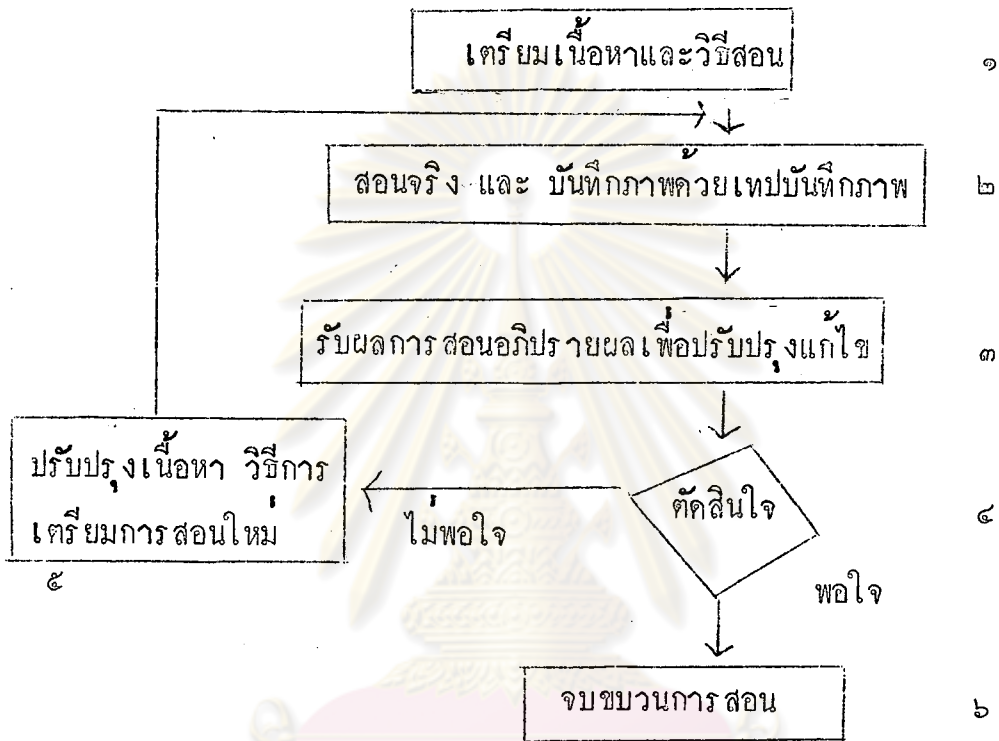 เตรียมเนื้อหาและวิธีสอน
๑
สอนจริง และ บันทึกภาพด้วยเทปบันทึกภาพ
๒
รับผลการสอนอภิปรายผลเพื่อปรับปรุงแก้ไข
๓
ปรับปรุงเนื้อหา วิธีการ
เตรียมการสอนใหม่
๕
ไม่พอใจ
ตัดสินใจ
๔
พอใจ
จบขบวนการสอน
๖